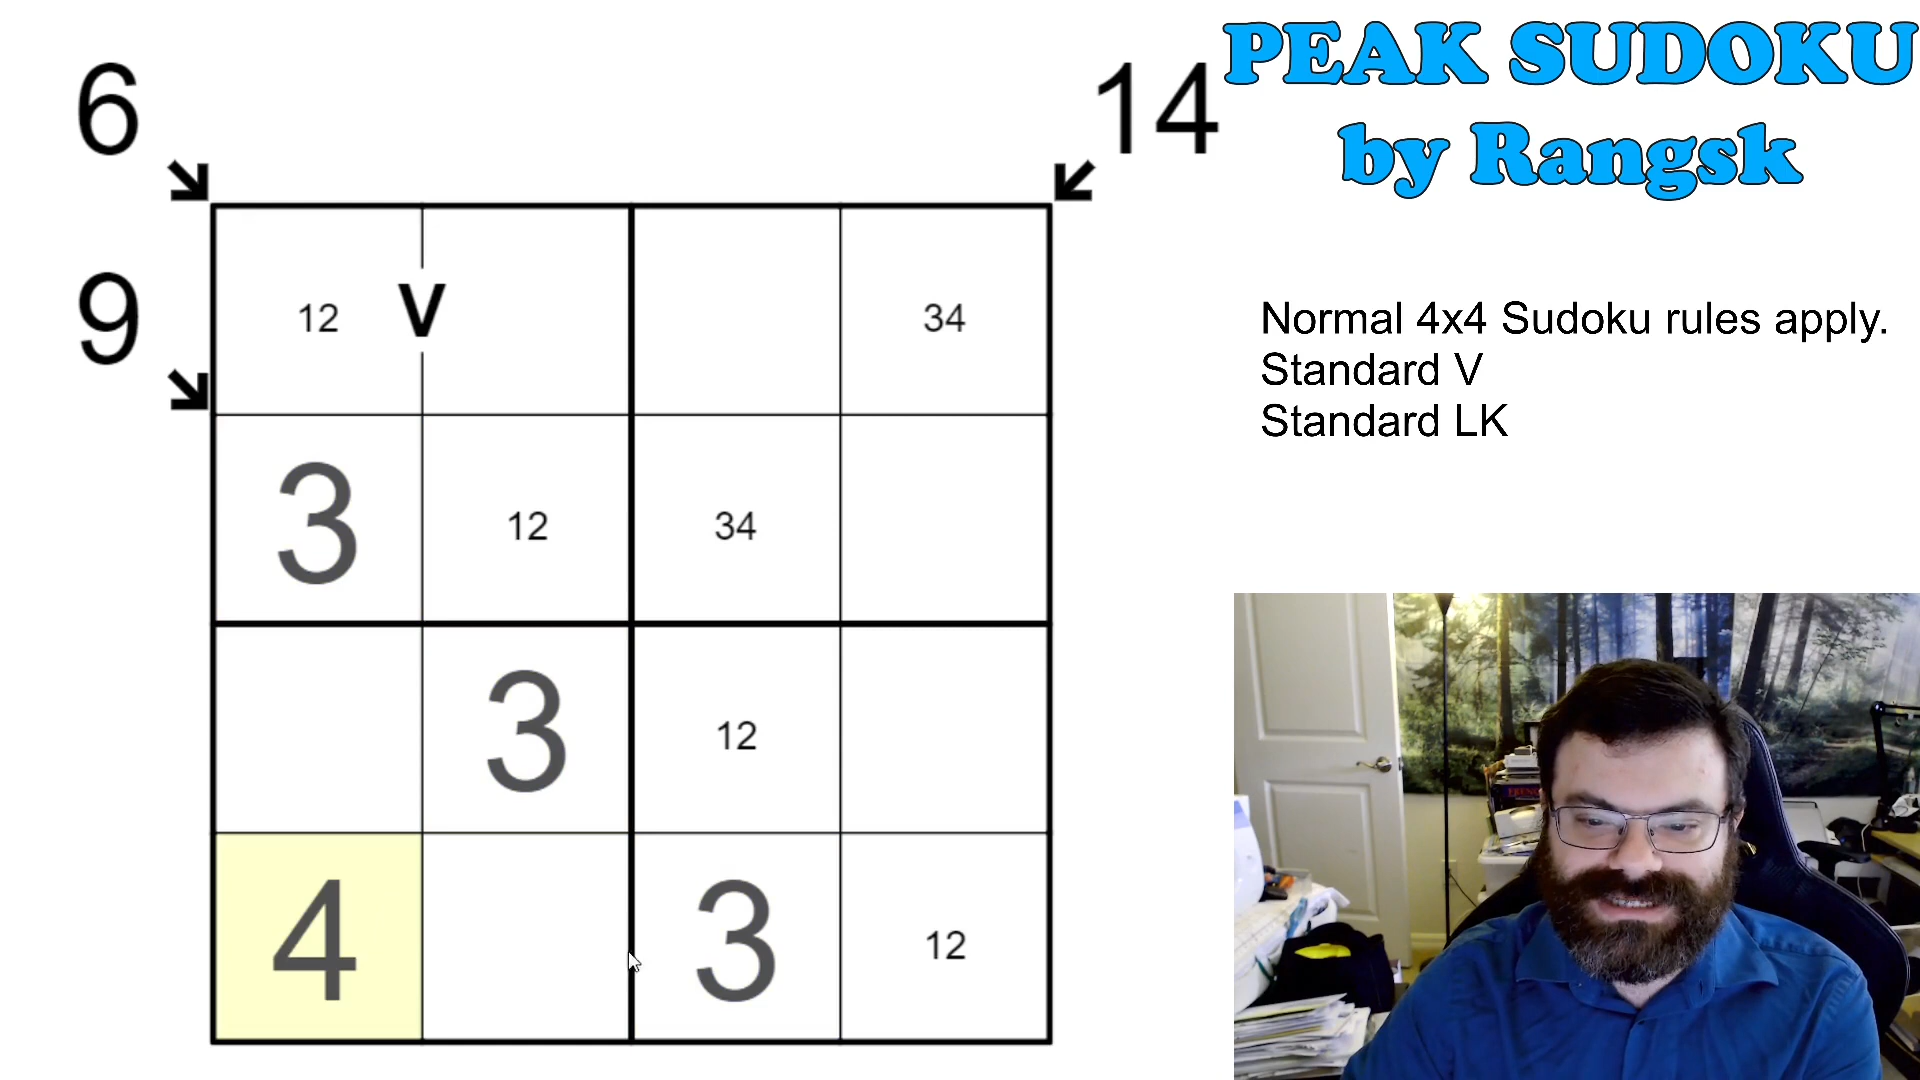 PEAK SUDOKU
by Rangsk
6
14
9
12 V 34
3 12 34
3 12
4 3 12
Normal 4x4 Sudoku rules apply.
Standard V
Standard LK